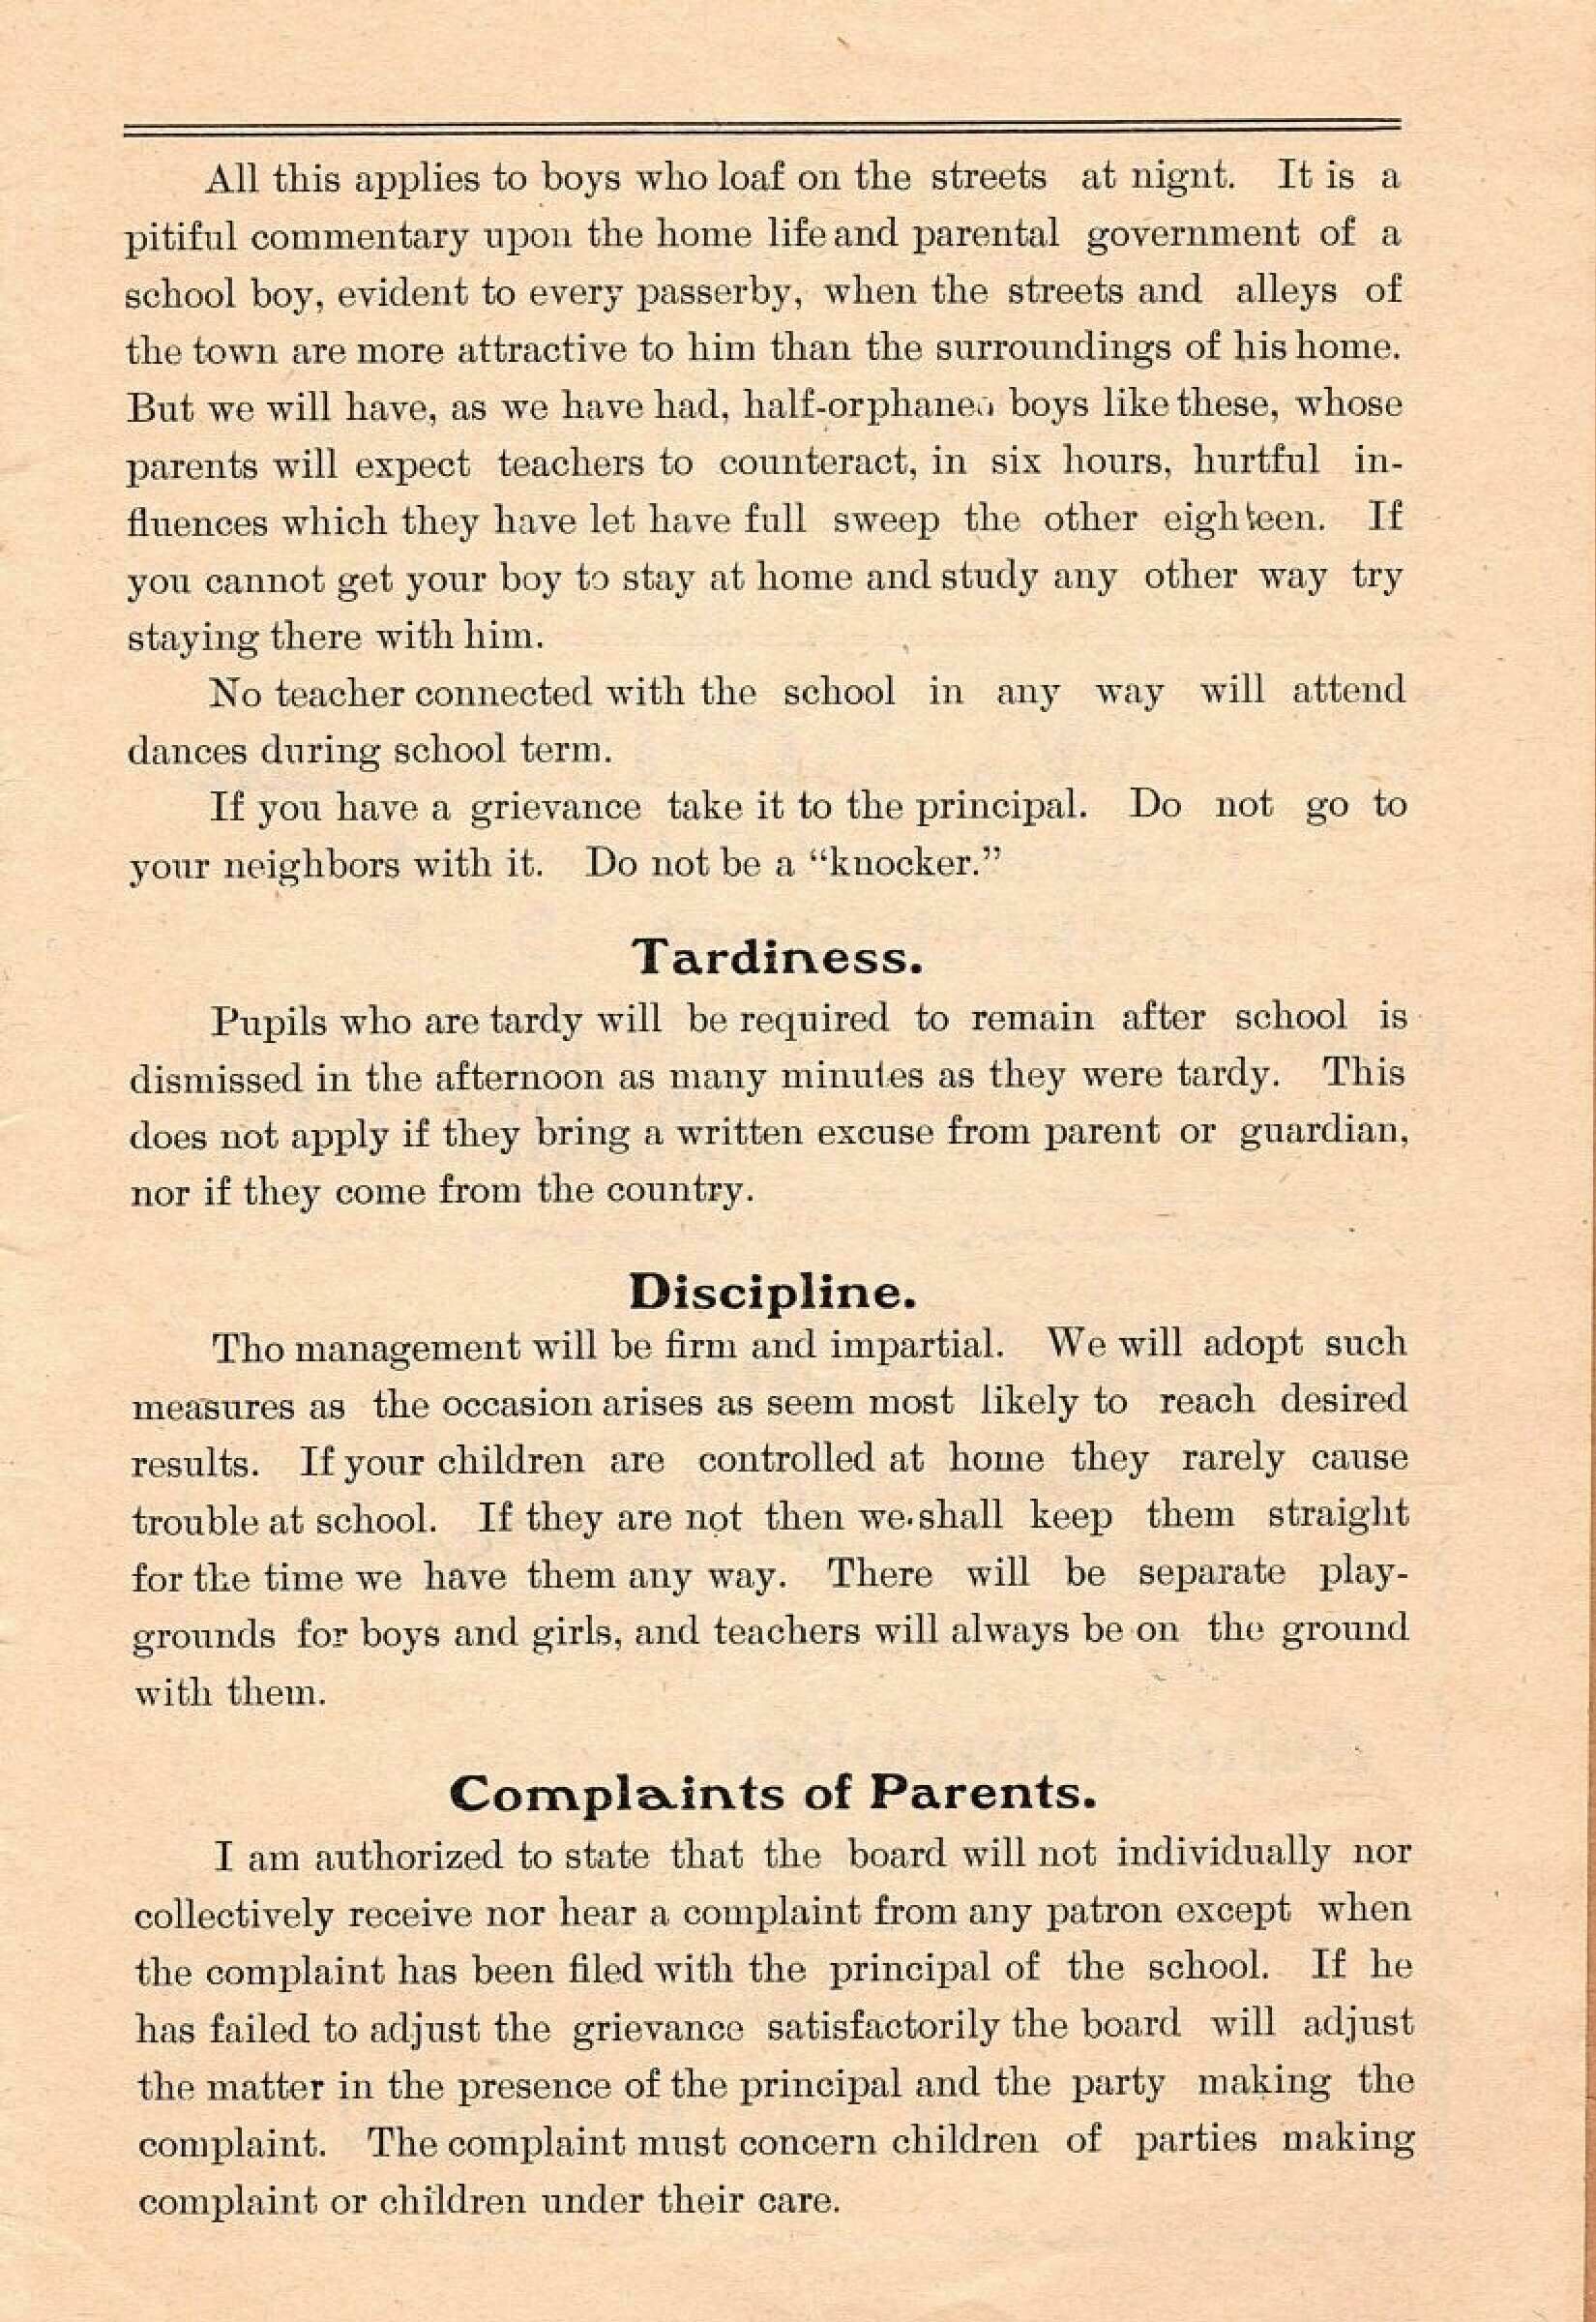 All this applies to boys who loaf on the streets at nignt. It is a
pitiful commentary upon the home life and parental government of a
school boy, evident to every passerby, when the streets and alleys of
the town are more attractive to him than the surroundings of his home.
But we will have, as we have had, half-orphaned boys like these, whose
parents will expect teachers to counteract, in six hours, hurtful in-
fluences which they have let have full sweep the other eighteen. If
you cannot get your boy to stay at home and study any other way try
staying there with him.
No teacher connected with the school in any way will attend
dances during school term.
If you have a grievance take it to the principal. Do not go to
your neighbors with it. Do not be a “knocker.”
Tardiness.
Pupils who are tardy will be required to remain after school is
dismissed in the afternoon as many minutes as they were tardy. This
does not apply if they bring a written excuse from parent or guardian,
nor if they come from the country.
Discipline.
Tho management will be firm and impartial. We will adopt such
measures as the occasion arises as seem most likely to reach desired
results. If your children are controlled at home they rarely cause
trouble at school. If they are not then we shall keep them straight
for the time we have them any way. There will be separate play-
grounds for boys and girls, and teachers will always be on the ground
with them.
Complaints of Parents.
I am authorized to state that the board will not individually nor
collectively receive nor hear a complaint from any patron except when
the complaint has been filed with the principal of the school. If he
has failed to adjust the grievance satisfactorily the board will adjust
the matter in the presence of the principal and the party making the
complaint. The complaint must concern children of parties making
complaint or children under their care.